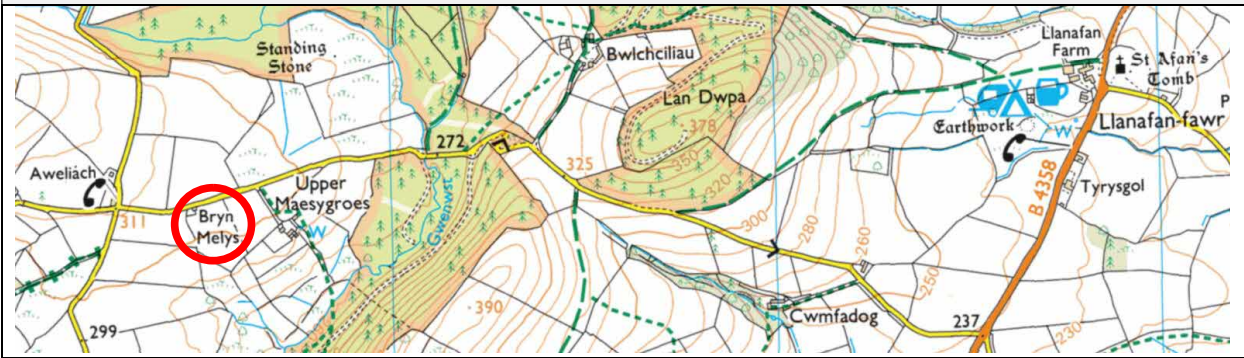 Standing
Stone
Bwlchciliau
Llanafan
Farm
St Afan's
Tomb
Lan Dwpa
378
Earthwork
W
P
Llanafan-fawr
272
325
350
320
Aweliach
311
Bryn
Melys
Upper
Maesygroes
W
Gwenwst
300
280
260
250
B 4358
Tyrysgol
390
Cwmfadog
299
237
230